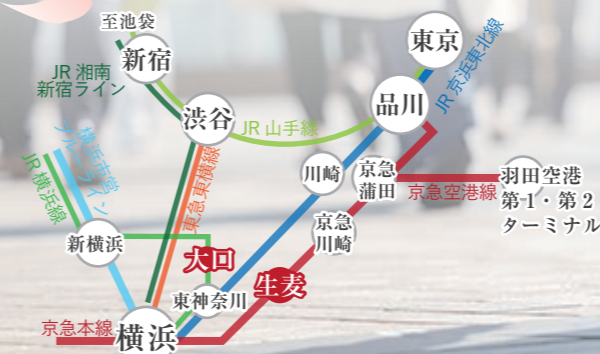 至池袋
新宿
東京
JR 湘南
新宿ライン
JR 京浜東北線
品川
渋谷
JR 山手線
川崎
京急
蒲田
羽田空港
第1・第2
ターミナル
京急空港線
横浜市営
ブルーライン
JR 横浜線
東急東横線
京急
川崎
新横浜
大口
生麦
東神奈川
京急本線
横浜